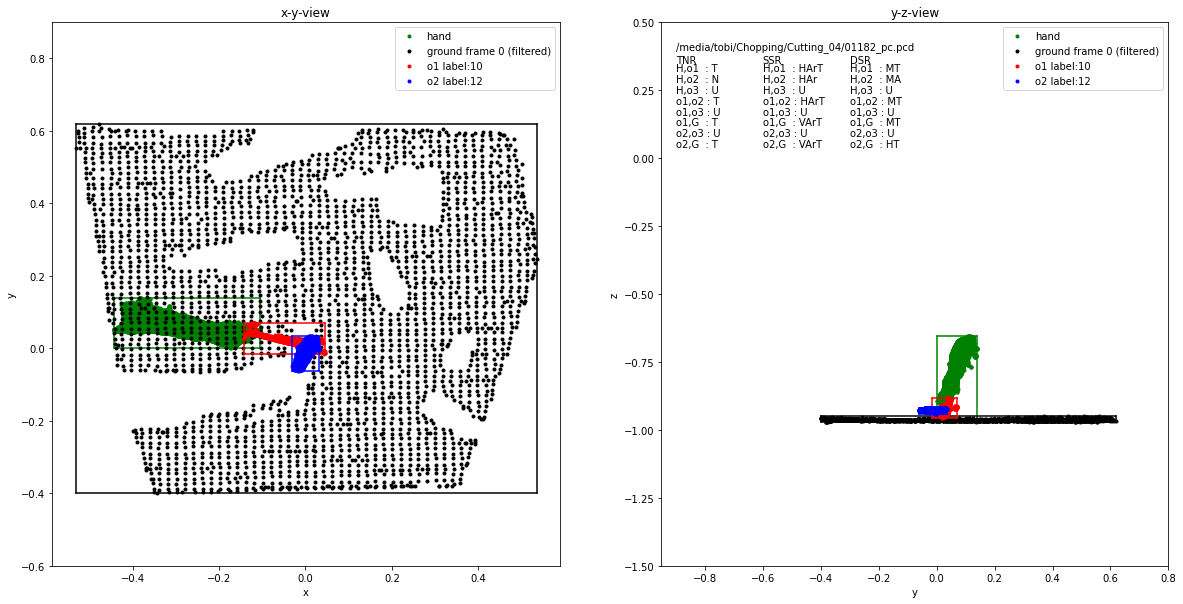 x-y-view
hand
ground frame 0 (filtered)
o1 label:10
o2 label:12
0.8
0.6
0.4
0.2
0.0
−0.2
−0.4
−0.6
y
−0.4
−0.2
0.0
0.2
0.4
x
y-z-view
/media/tobi/Chopping/Cutting_04/01182_pc.pcd
TNR SSR DSR
H,o1 : T H,o1 : HArT H,o1 : MT
H,o2 : N H,o2 : HAr H,o2 : MA
H,o3 : U H,o3 : U H,o3 : U
o1,o2 : T o1,o2 : HArT o1,o2 : MT
o1,o3 : U o1,o3 : U o1,o3 : U
o1,G : T o1,G : VArT o1,G : MT
o2,o3 : U o2,o3 : U o2,o3 : U
o2,G : T o2,G : VArT o2,G : HT
hand
ground frame 0 (filtered)
o1 label:10
o2 label:12
0.50
0.25
0.00
−0.25
−0.50
−0.75
−1.00
−1.25
−1.50
z
−0.8
−0.6
−0.4
−0.2
0.0
0.2
0.4
0.6
0.8
y